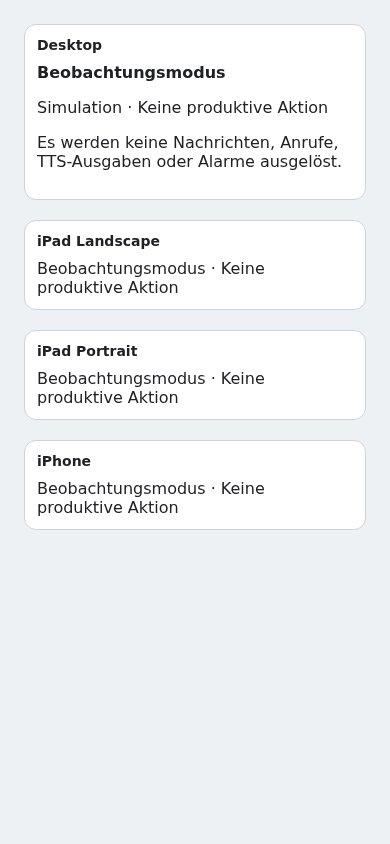 Desktop
Beobachtungsmodus
Simulation · Keine produktive Aktion
Es werden keine Nachrichten, Anrufe,
TTS-Ausgaben oder Alarme ausgelöst.
iPad Landscape
Beobachtungsmodus · Keine
produktive Aktion
iPad Portrait
Beobachtungsmodus · Keine
produktive Aktion
iPhone
Beobachtungsmodus · Keine
produktive Aktion